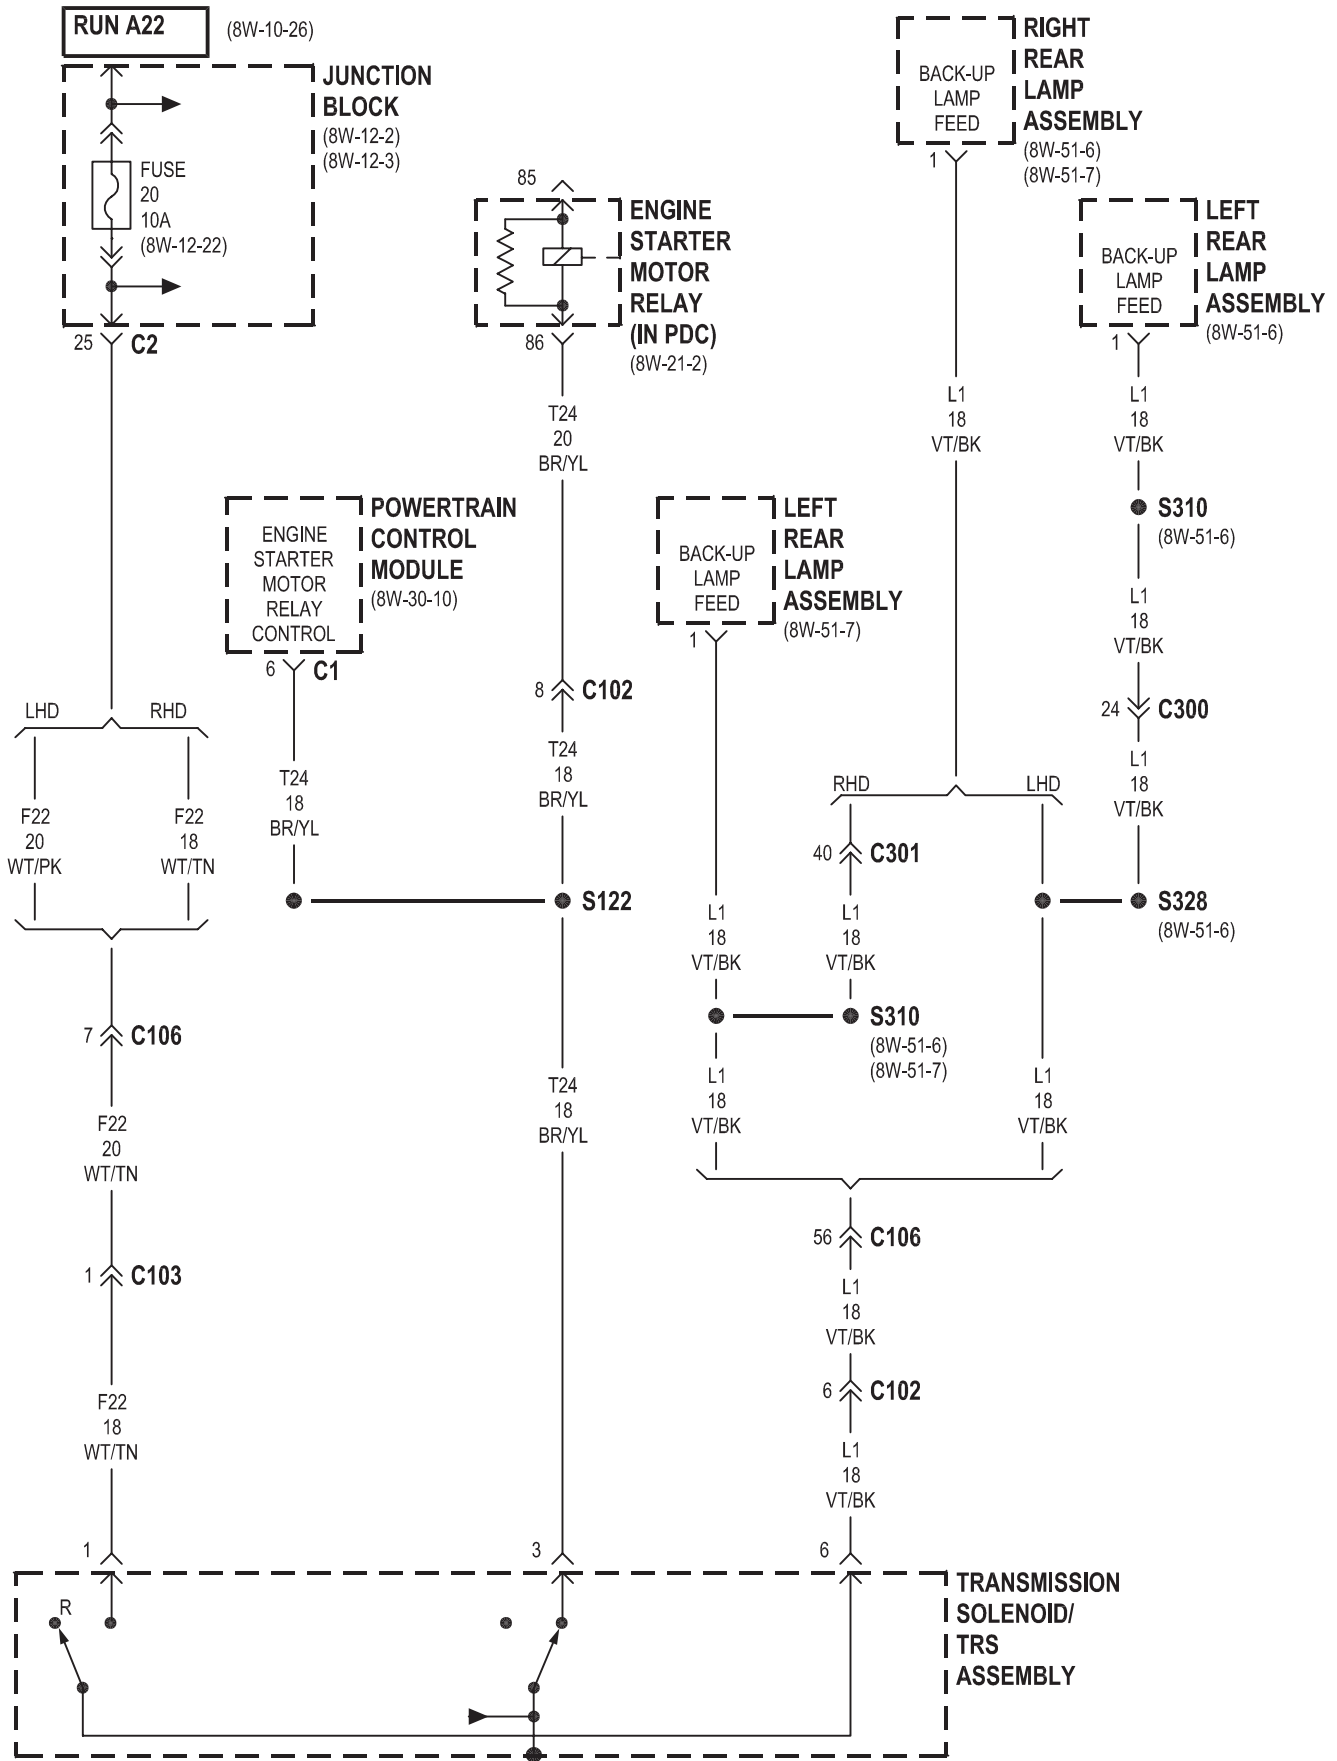 RUN A22
(8W-10-26)
JUNCTION
BLOCK
(8W-12-2)
(8W-12-3)
FUSE
20
10A
(8W-12-22)
25
C2
85
ENGINE
STARTER
MOTOR
RELAY
(IN PDC)
(8W-21-2)
86
BACK-UP
LAMP
FEED
RIGHT
REAR
LAMP
ASSEMBLY
(8W-51-6)
(8W-51-7)
1
BACK-UP
LAMP
FEED
LEFT
REAR
LAMP
ASSEMBLY
(8W-51-6)
1
T24
20
BR/YL
L1
18
VT/BK
L1
18
VT/BK
ENGINE
STARTER
MOTOR
RELAY
CONTROL
POWERTRAIN
CONTROL
MODULE
(8W-30-10)
6
C1
BACK-UP
LAMP
FEED
LEFT
REAR
LAMP
ASSEMBLY
(8W-51-7)
1
S310
(8W-51-6)
L1
18
VT/BK
8
C102
24
C300
LHD
RHD
T24
18
BR/YL
T24
18
BR/YL
L1
18
VT/BK
RHD
LHD
F22
20
WT/PK
F22
18
WT/TN
40
C301
S122
S328
(8W-51-6)
L1
18
VT/BK
L1
18
VT/BK
7
C106
S310
(8W-51-6)
(8W-51-7)
T24
18
BR/YL
L1
18
VT/BK
L1
18
VT/BK
F22
20
WT/TN
56
C106
1
C103
L1
18
VT/BK
6
C102
F22
18
WT/TN
L1
18
VT/BK
1
3
6
R
TRANSMISSION
SOLENOID/
TRS
ASSEMBLY